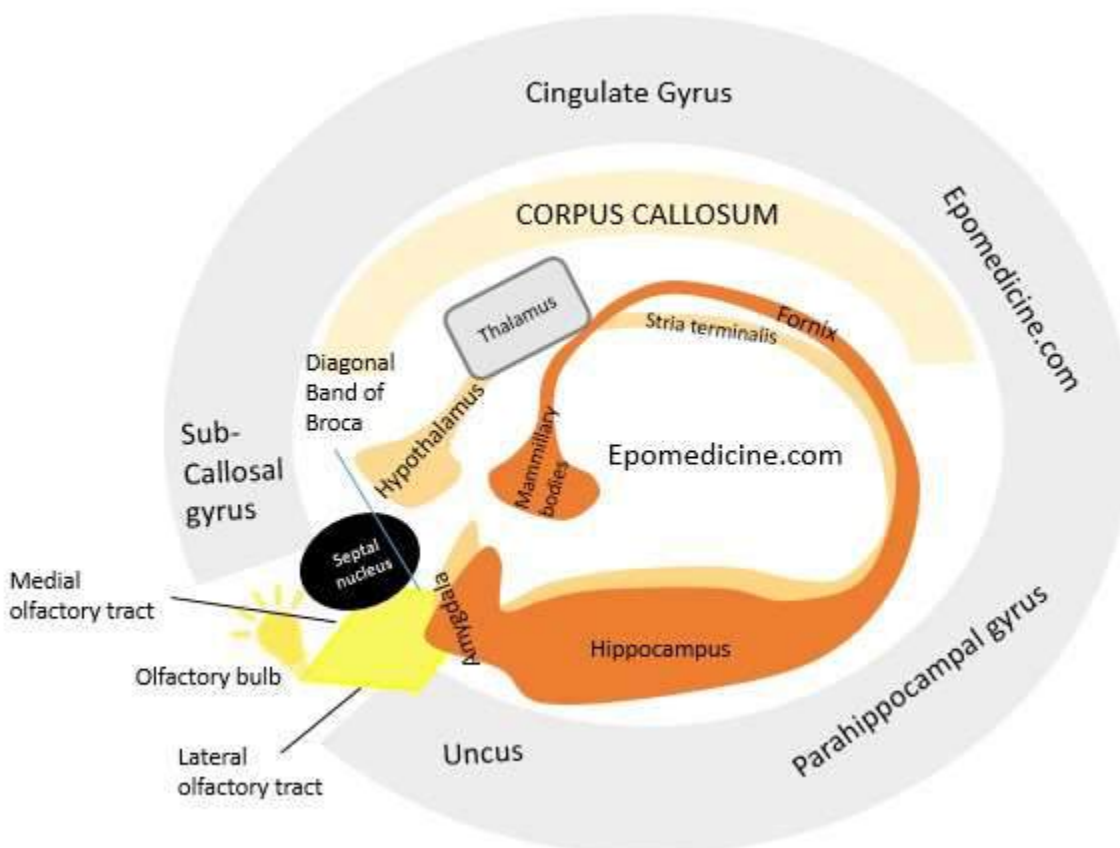 Cingulate Gyrus
Epomedicine.com
CORPUS CALLOSUM
Thalamus
Fornix
Stria terminalis
Diagonal
Band of
Broca
Hypothalamus
Mammillary
bodies
Epomedicine.com
Sub-
Callosal
gyrus
Septal
nucleus
Medial
olfactory tract
Amygdala
Hippocampus
Parahippocampal gyrus
Olfactory bulb
Uncus
Lateral
olfactory tract